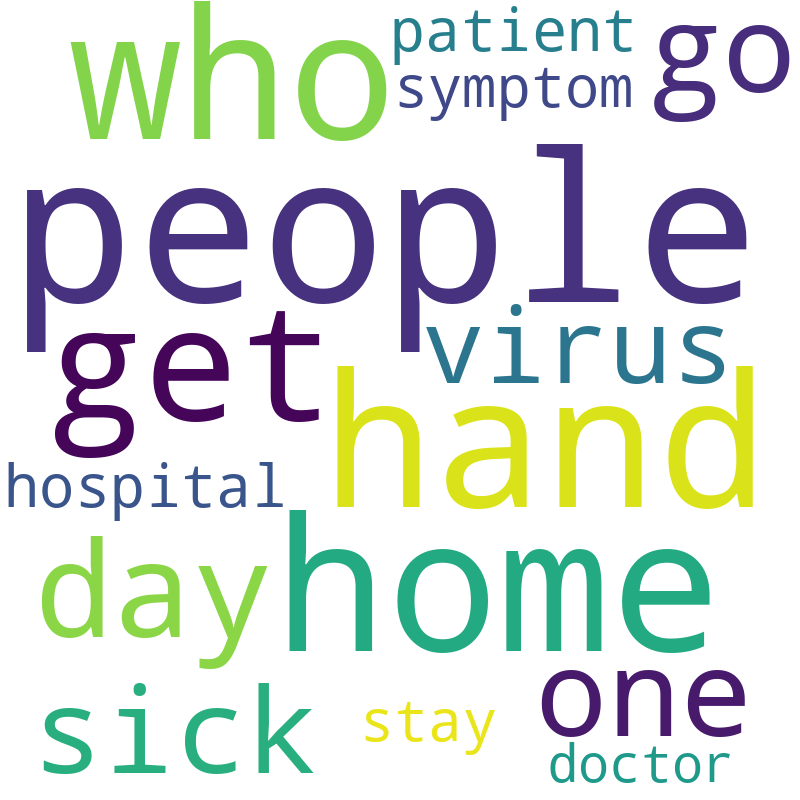 who
patient
go
symptom
people
get
virus
hand
hospital
home
day
sick
one
stay
doctor